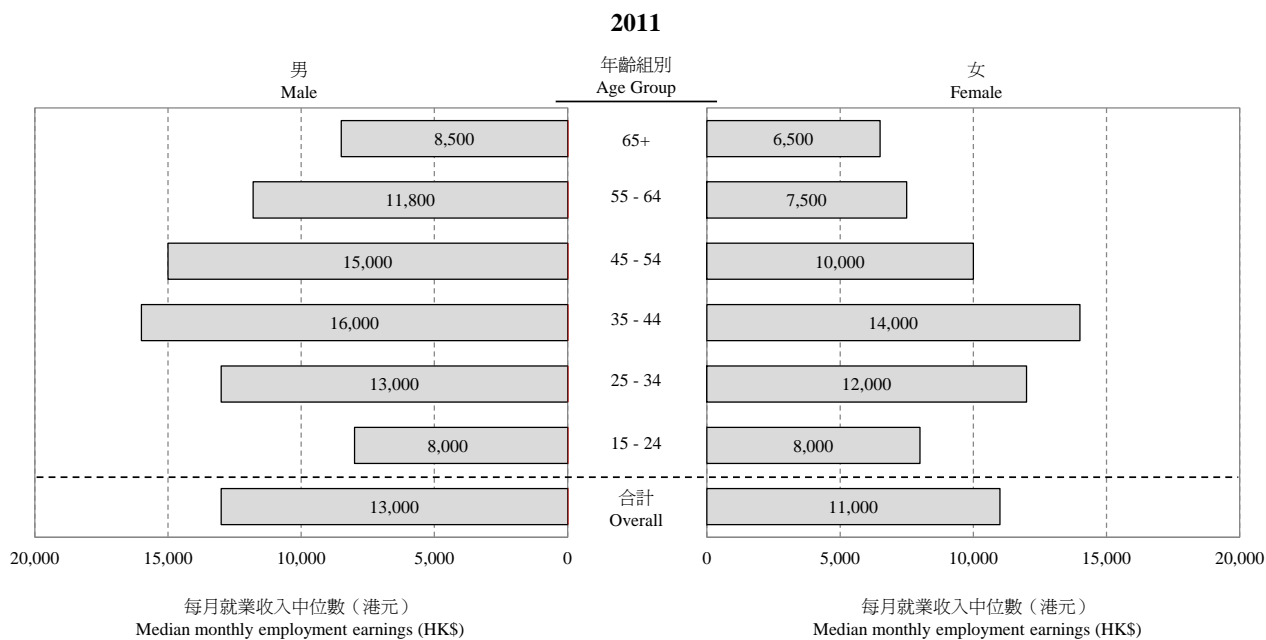 2011
男
Male
年齡組別
Age Group
女
Female
8,500
65+
6,500
11,800
55 - 64
7,500
15,000
45 - 54
10,000
16,000
35 - 44
14,000
13,000
25 - 34
12,000
8,000
15 - 24
8,000
13,000
合計
Overall
11,000
20,000 15,000 10,000 5,000 0
0 5,000 10,000 15,000 20,000
每月就業收入中位數（港元）
Median monthly employment earnings (HK$)
每月就業收入中位數（港元）
Median monthly employment earnings (HK$)